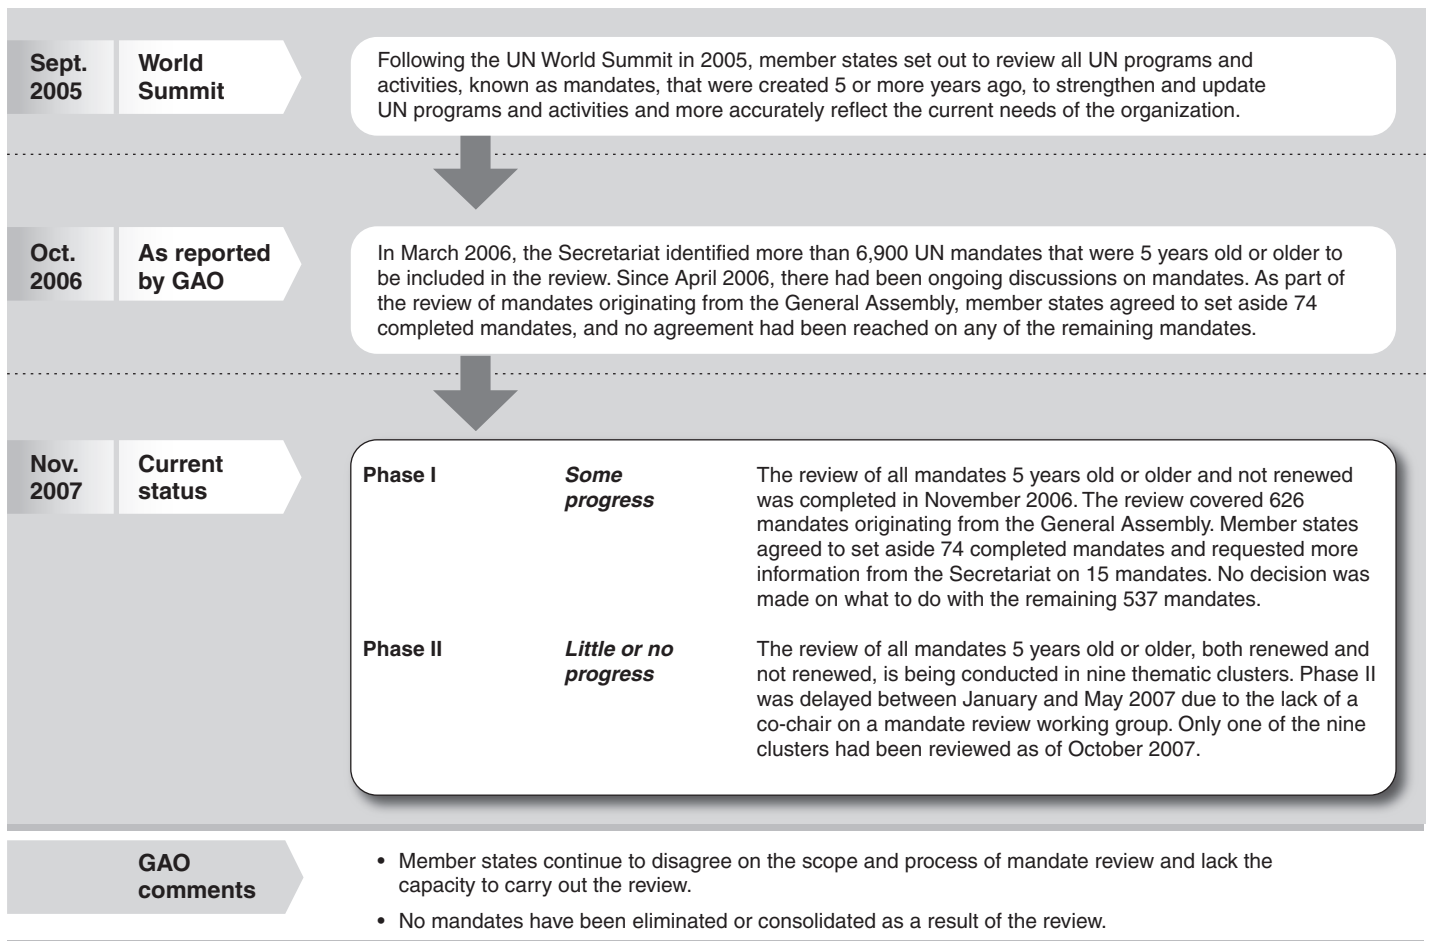 Sept.
2005
World
Summit
Following the UN World Summit in 2005, member states set out to review all UN programs and
activities, known as mandates, that were created 5 or more years ago, to strengthen and update
UN programs and activities and more accurately reflect the current needs of the organization.
Oct.
2006
As reported
by GAO
In March 2006, the Secretariat identified more than 6,900 UN mandates that were 5 years old or older to
be included in the review. Since April 2006, there had been ongoing discussions on mandates. As part of
the review of mandates originating from the General Assembly, member states agreed to set aside 74
completed mandates, and no agreement had been reached on any of the remaining mandates.
Nov.
2007
Current
status
Phase I
Some
progress
The review of all mandates 5 years old or older and not renewed
was completed in November 2006. The review covered 626
mandates originating from the General Assembly. Member states
agreed to set aside 74 completed mandates and requested more
information from the Secretariat on 15 mandates. No decision was
made on what to do with the remaining 537 mandates.
Phase II
Little or no
progress
The review of all mandates 5 years old or older, both renewed and
not renewed, is being conducted in nine thematic clusters. Phase II
was delayed between January and May 2007 due to the lack of a
co-chair on a mandate review working group. Only one of the nine
clusters had been reviewed as of October 2007.
GAO
comments
• Member states continue to disagree on the scope and process of mandate review and lack the
capacity to carry out the review.
• No mandates have been eliminated or consolidated as a result of the review.